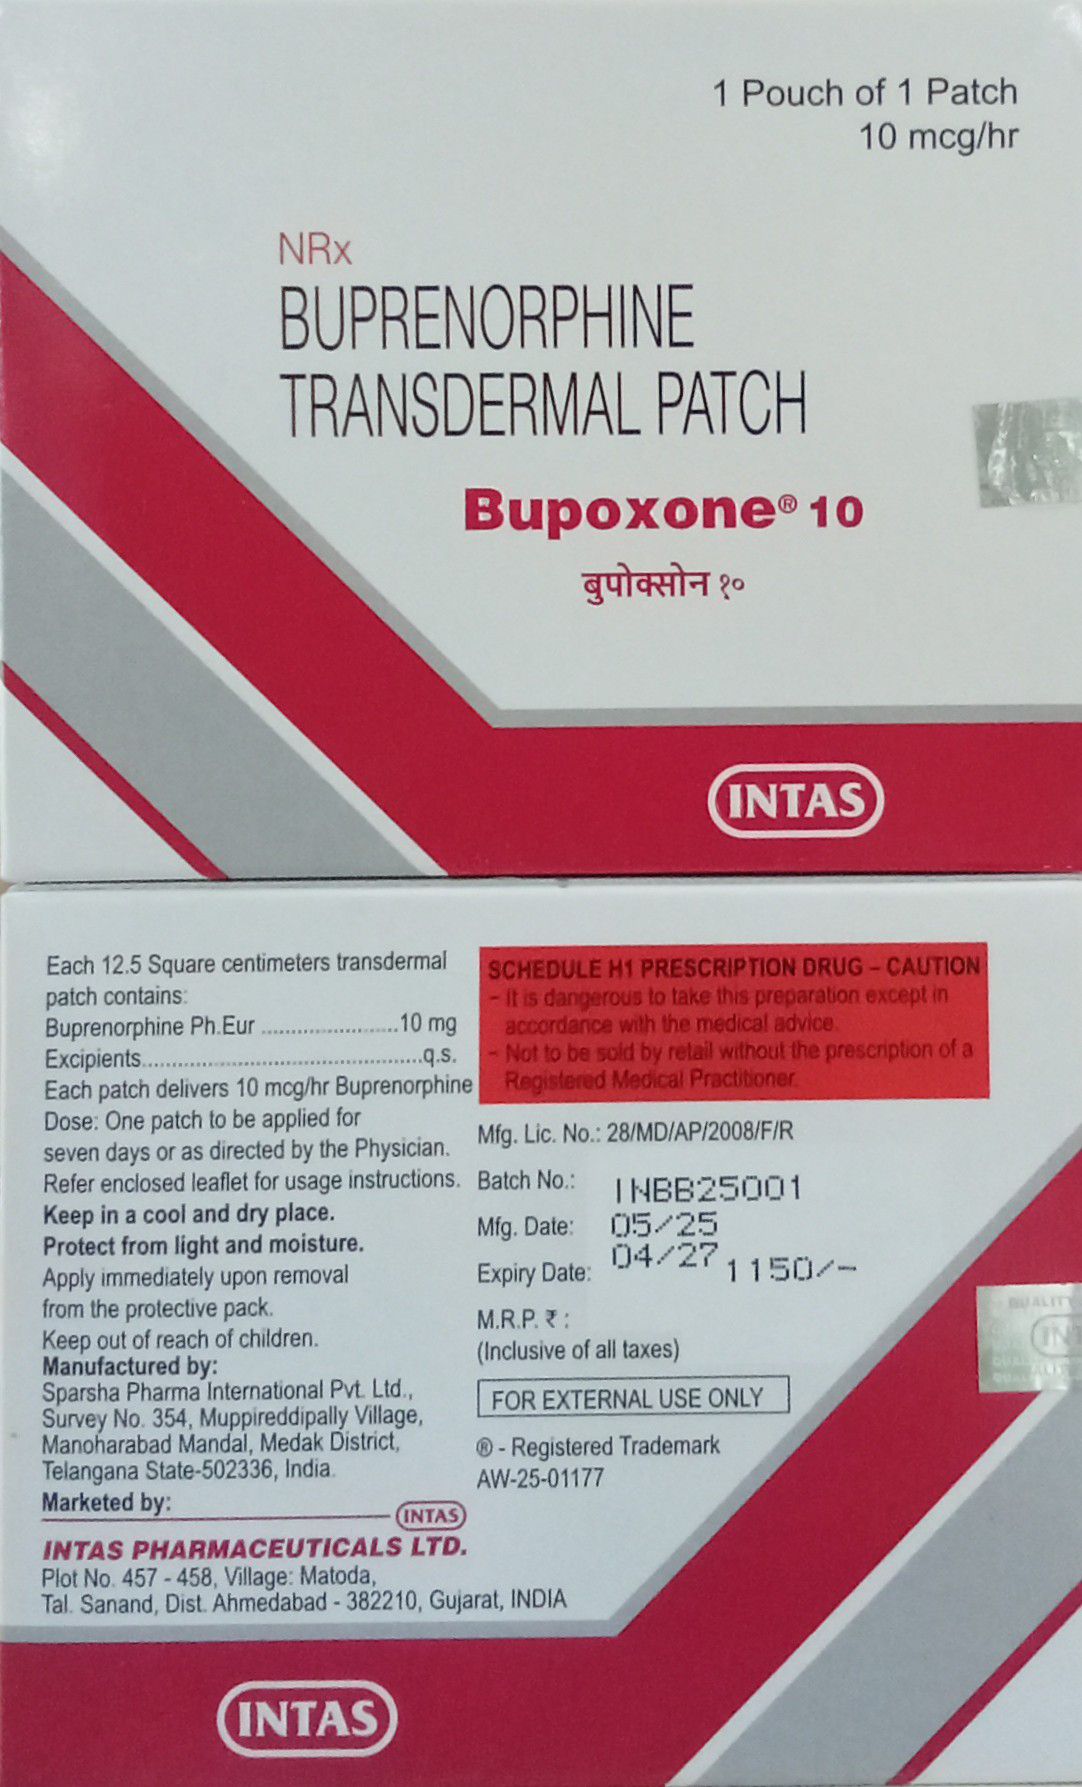 1 Pouch of 1 Patch
10 mcg/hr
NRx
BUPRENORPHINE
TRANSDERMAL PATCH
Bupoxone® 10
बुपोक्सोन १०
INTAS
Each 12.5 Square centimeters transdermal
patch contains:
Buprenorphine Ph.Eur .......................10 mg
Excipients..............................................q.s.
Each patch delivers 10 mcg/hr Buprenorphine
Dose: One patch to be applied for
seven days or as directed by the Physician.
Refer enclosed leaflet for usage instructions.
Keep in a cool and dry place.
Protect from light and moisture.
Apply immediately upon removal
from the protective pack.
Keep out of reach of children.
Manufactured by:
Sparsha Pharma International Pvt. Ltd.,
Survey No. 354, Muppireddipally Village,
Manoharabad Mandal, Medak District,
Telangana State-502336, India.
Marketed by:
INTAS
INTAS PHARMACEUTICALS LTD.
Plot No. 457 - 458, Village: Matoda,
Tal. Sanand, Dist. Ahmedabad - 382210, Gujarat, INDIA
SCHEDULE H1 PRESCRIPTION DRUG – CAUTION
- It is dangerous to take this preparation except in
accordance with the medical advice.
- Not to be sold by retail without the prescription of a
Registered Medical Practitioner.
Mfg. Lic. No.: 28/MD/AP/2008/F/R
Batch No.: INBB25001
Mfg. Date: 05/25
Expiry Date: 04/27
1150/-
M.R.P. ₹ :
(Inclusive of all taxes)
FOR EXTERNAL USE ONLY
® - Registered Trademark
AW-25-01177
QUALITY
INTAS